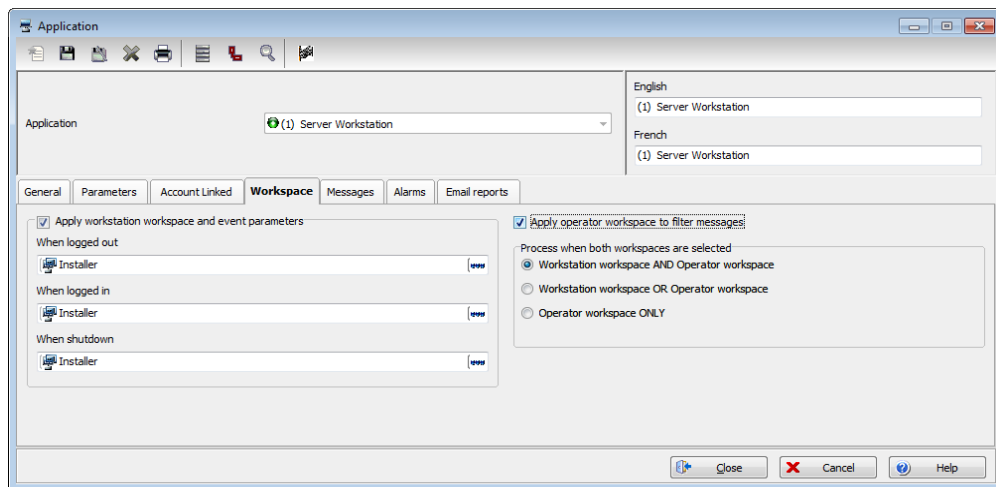 Application
English
(1) Server Workstation
Application
(1) Server Workstation
French
(1) Server Workstation
General
Parameters
Account Linked
Workspace
Messages
Alarms
Email reports
Apply workstation workspace and event parameters
When logged out
Installer
When logged in
Installer
When shutdown
Installer
Apply operator workspace to filter messages
Process when both workspaces are selected
Workstation workspace AND Operator workspace
Workstation workspace OR Operator workspace
Operator workspace ONLY
Close
Cancel
Help